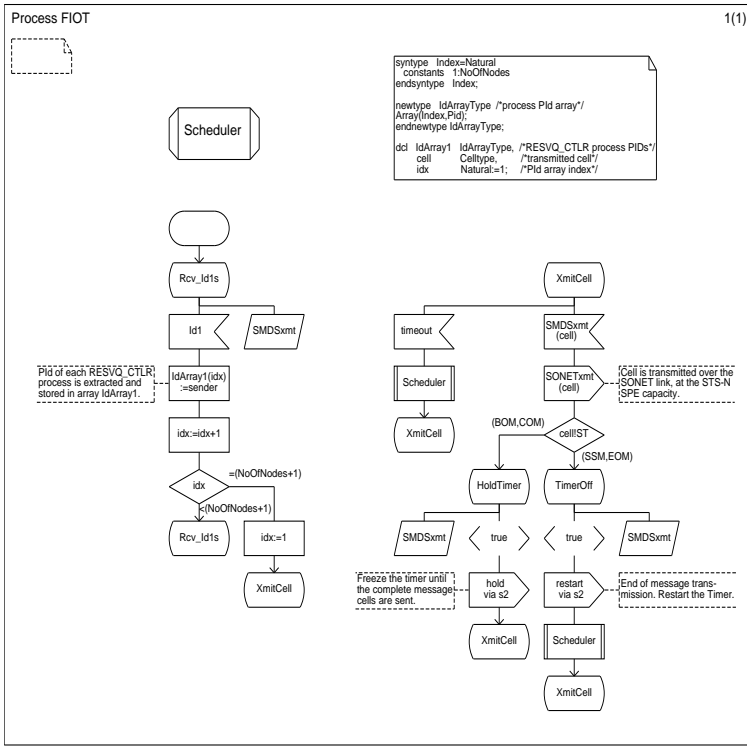 Process FIOT
1(1)
syntype Index=Natural
constants 1:NoOfNodes
endsyntype Index;
newtype IdArrayType /*process PId array*/
Array(Index,Pid);
endnewtype IdArrayType;
dcl IdArray1 IdArrayType, /*RESVQ_CTLR process PIDs*/
cell Celltype, /*transmitted cell*/
idx Natural:=1; /*PId array index*/
Scheduler
Rcv_Id1s
Id1
SMDSxmt
PId of each RESVQ_CTLR
process is extracted and
stored in array IdArray1.
IdArray1(idx)
:=sender
idx:=idx+1
idx
=(NoOfNodes+1)
<(NoOfNodes+1)
Rcv_Id1s
idx:=1
XmitCell
XmitCell
timeout
SMDSxmt
(cell)
Scheduler
SONETxmt
(cell)
Cell is transmitted over the
SONET link, at the STS-N
SPE capacity.
XmitCell
(BOM,COM)
cell!ST
(SSM,EOM)
HoldTimer
TimerOff
SMDSxmt
true
true
SMDSxmt
Freeze the timer until
the complete message
cells are sent.
hold
via s2
restart
via s2
End of message trans-
mission. Restart the Timer.
XmitCell
Scheduler
XmitCell